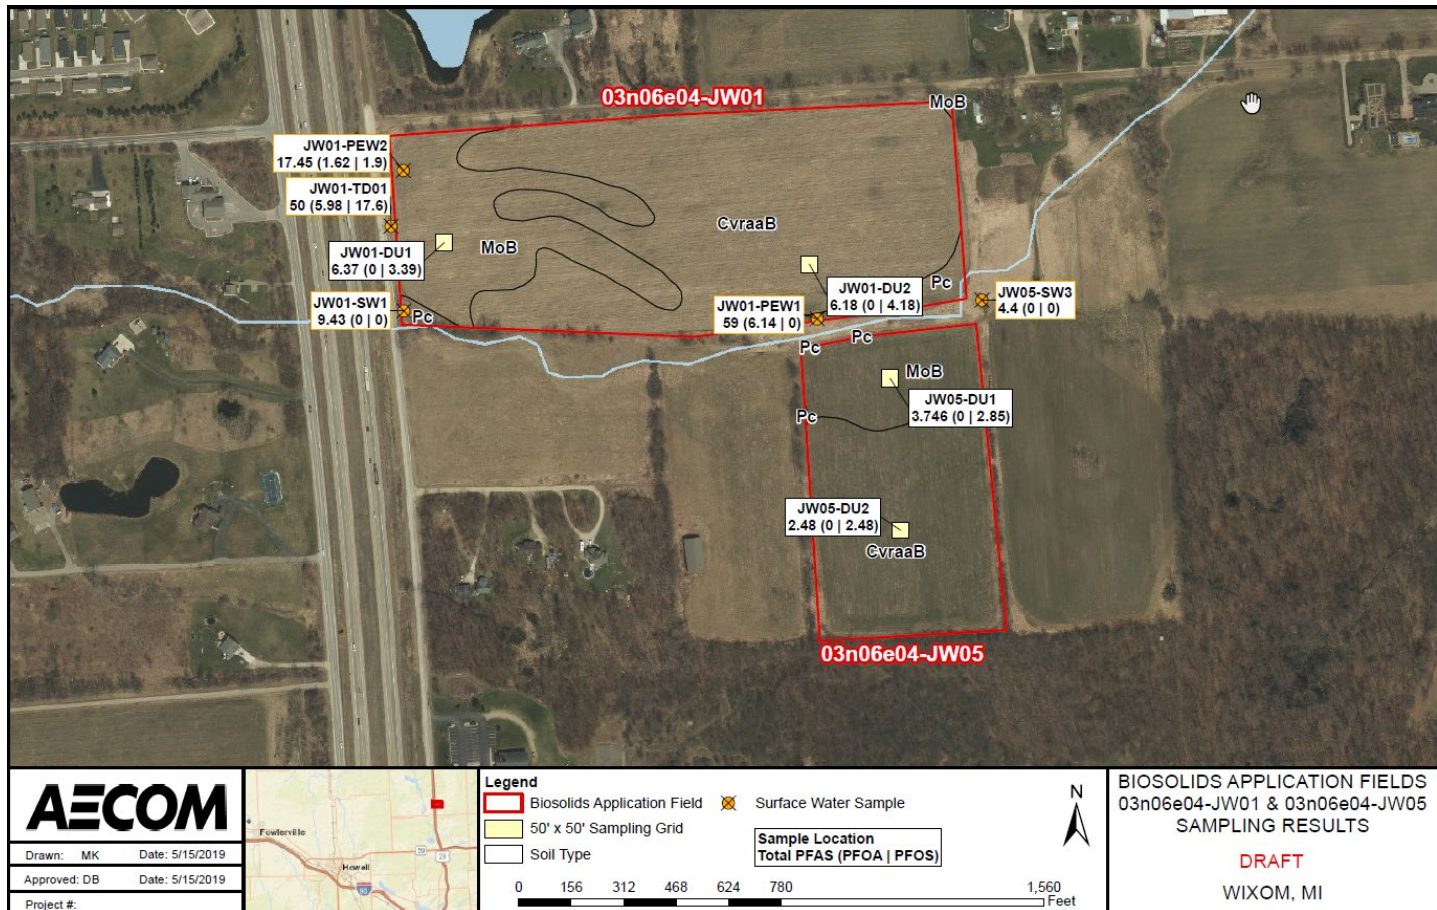 03n06e04-JW01
MoB
JW01-PEW2
17.45 (1.62 | 1.9)
JW01-TD01
50 (5.98 | 17.6)
CvraaB
MoB
JW01-DU1
6.37 (0 | 3.39)
Pc
JW01-DU2
6.18 (0 | 4.18)
JW05-SW3
4.4 (0 | 0)
JW01-SW1
9.43 (0 | 0)
Pc
JW01-PEW1
59 (6.14 | 0)
Pc
Pc
MoB
JW05-DU1
3.746 (0 | 2.85)
Pc
JW05-DU2
2.48 (0 | 2.48)
CvraaB
03n06e04-JW05
AECOM
Drawn: MK Date: 5/15/2019
Approved: DB Date: 5/15/2019
Project #:
Fowlerville
Howell
59
23
96
Legend
Biosolids Application Field
Surface Water Sample
50' x 50' Sampling Grid
Soil Type
Sample Location
Total PFAS (PFOA | PFOS)
N
0 156 312 468 624 780 1,560
Feet
BIOSOLIDS APPLICATION FIELDS
03n06e04-JW01 & 03n06e04-JW05
SAMPLING RESULTS
DRAFT
WIXOM, MI